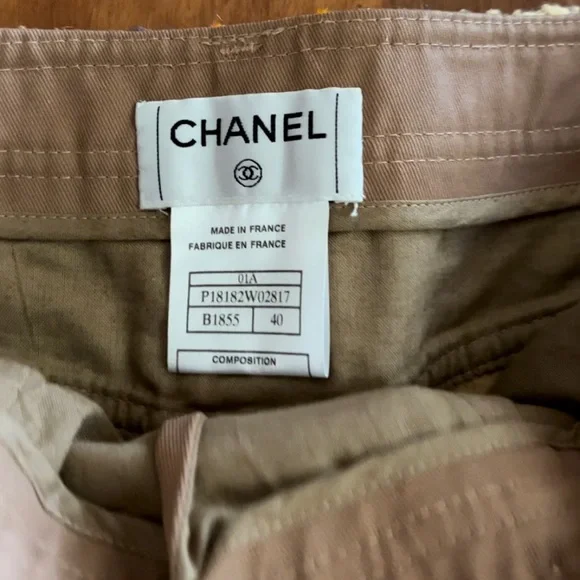 CHANEL
MADE IN FRANCE
FABRIQUE EN FRANCE
01A
P18182W02817
B1855 40
COMPOSITION